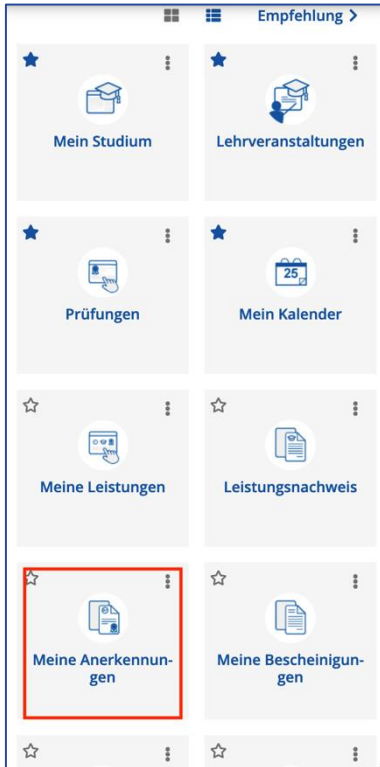 Empfehlung >
Mein Studium
Lehrveranstaltungen
25
Prüfungen
Mein Kalender
Meine Leistungen
Leistungsnachweis
Meine Anerkennun-
gen
Meine Bescheinigun-
gen